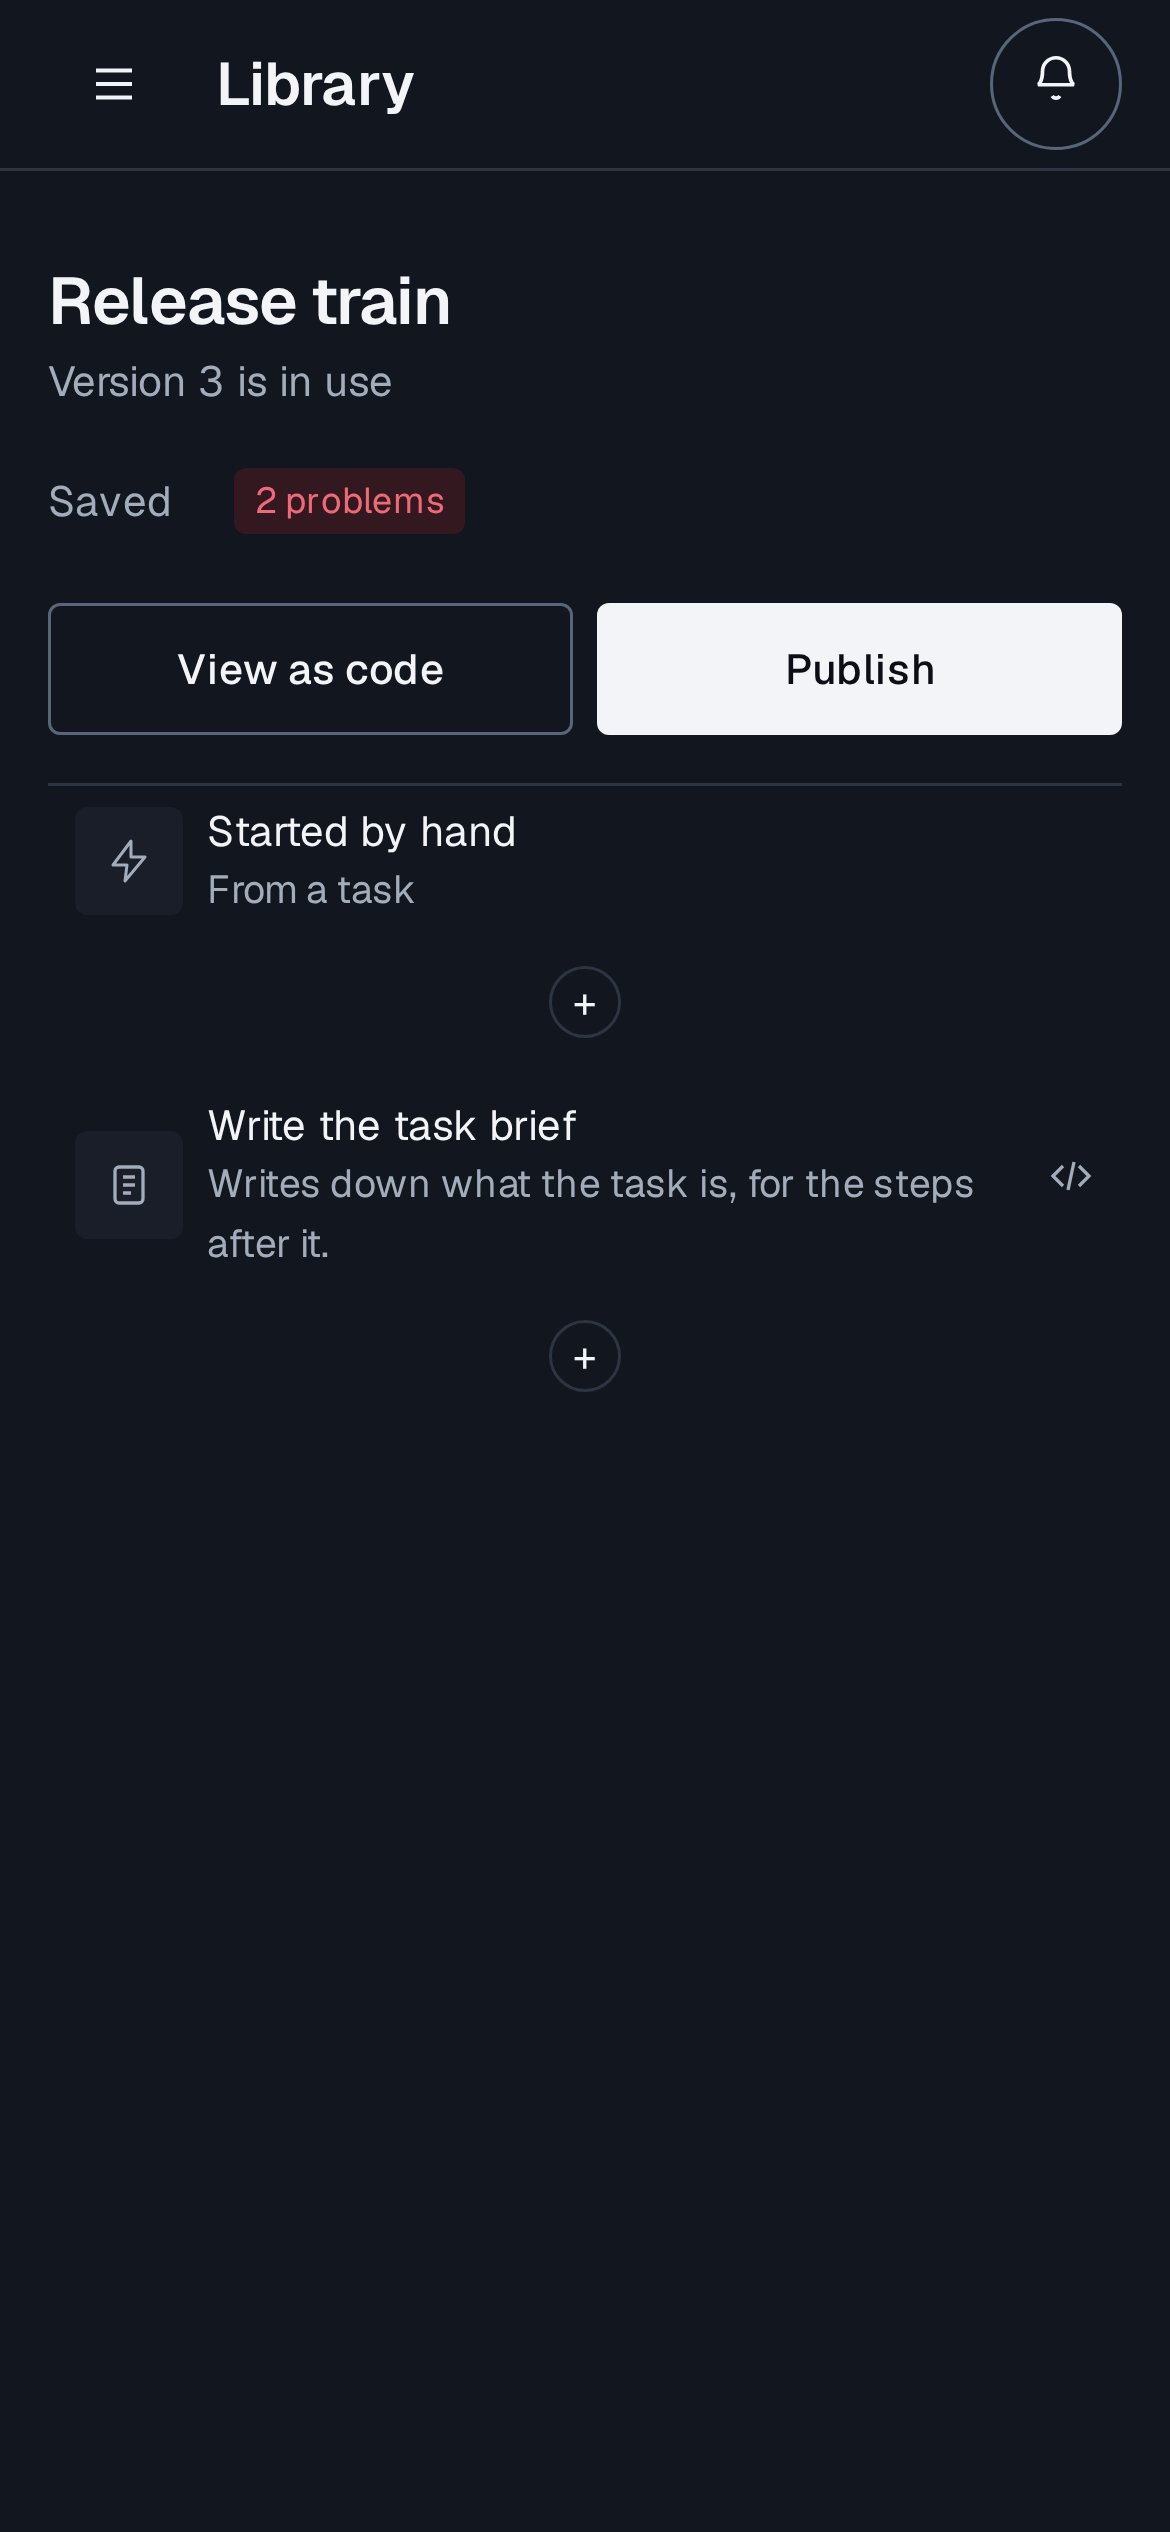 Library
Release train
Version 3 is in use
Saved
2 problems
View as code
Publish
Started by hand
From a task
+
Write the task brief
Writes down what the task is, for the steps
after it.
+